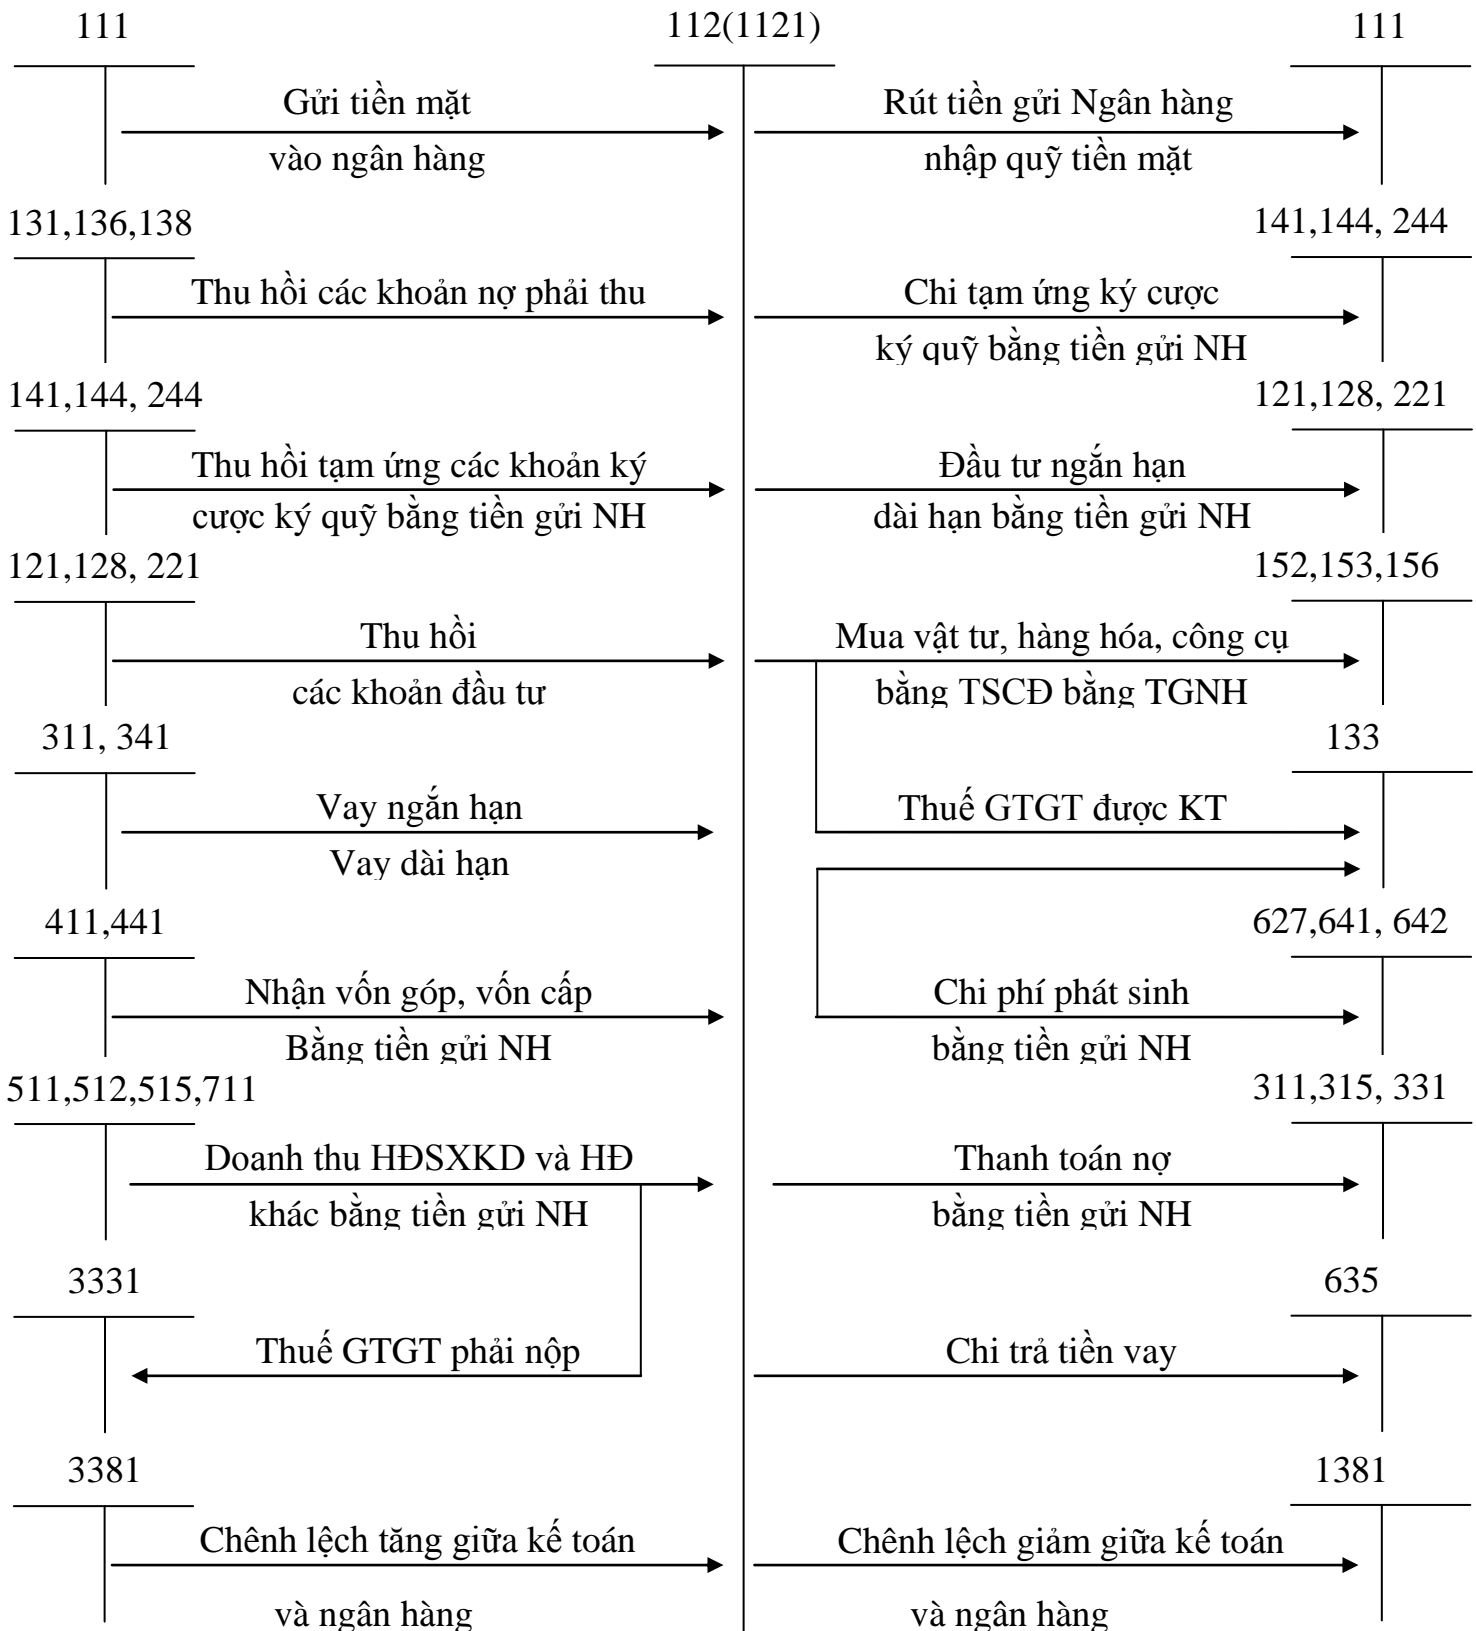 111 112(1121) 111
Gửi tiền mặt Rút tiền gửi Ngân hàng
vào ngân hàng nhập quỹ tiền mặt
131,136,138 141,144, 244
Thu hồi các khoản nợ phải thu Chi tạm ứng ký cược
ký quỹ bằng tiền gửi NH
141,144, 244 121,128, 221
Thu hồi tạm ứng các khoản ký Đầu tư ngắn hạn
cược ký quỹ bằng tiền gửi NH dài hạn bằng tiền gửi NH
121,128, 221 152,153,156
Thu hồi Mua vật tư, hàng hóa, công cụ
các khoản đầu tư bằng TSCĐ bằng TGNH
311, 341 133
Vay ngắn hạn Thuế GTGT được KT
Vay dài hạn
411,441 627,641, 642
Nhận vốn góp, vốn cấp Chi phí phát sinh
Bằng tiền gửi NH bằng tiền gửi NH
511,512,515,711 311,315, 331
Doanh thu HĐSXKD và HĐ Thanh toán nợ
khác bằng tiền gửi NH bằng tiền gửi NH
3331 635
Thuế GTGT phải nộp Chi trả tiền vay
3381 1381
Chênh lệch tăng giữa kế toán Chênh lệch giảm giữa kế toán
và ngân hàng và ngân hàng